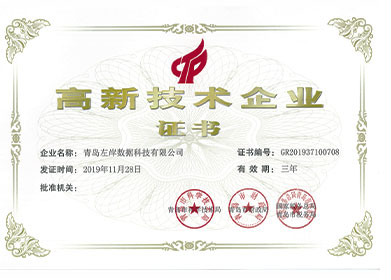 高新技术企业
证书
企业名称：青岛左岸数据科技有限公司
证书编号：GR201937100708
发证时间：2019年11月28日
有效期：三年
批准机关：
青岛市科学技术局
青岛市财政局
国家税务总局
青岛市税务局